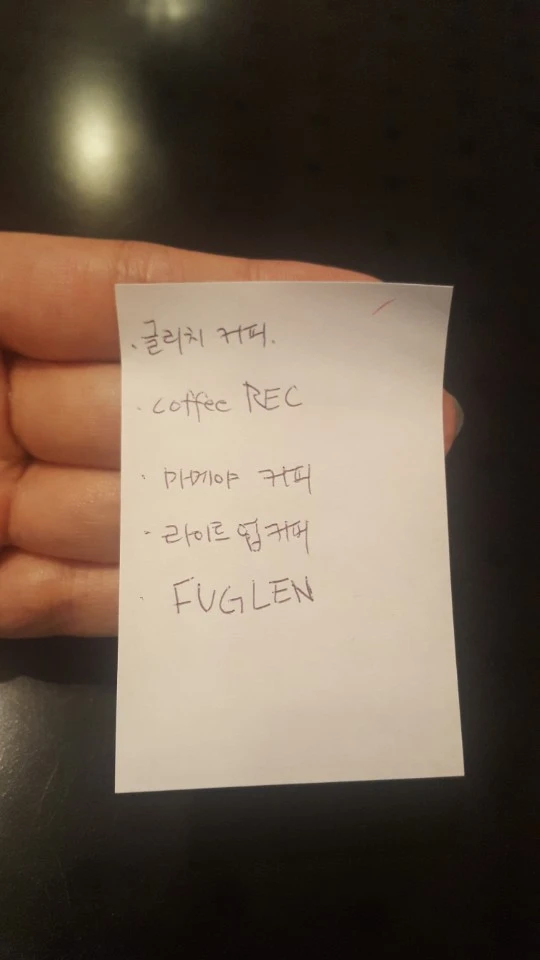 · 글리치 커피.
· coffee REC
· 마메야 커피
· 라이트 업 커피
· FUGLEN